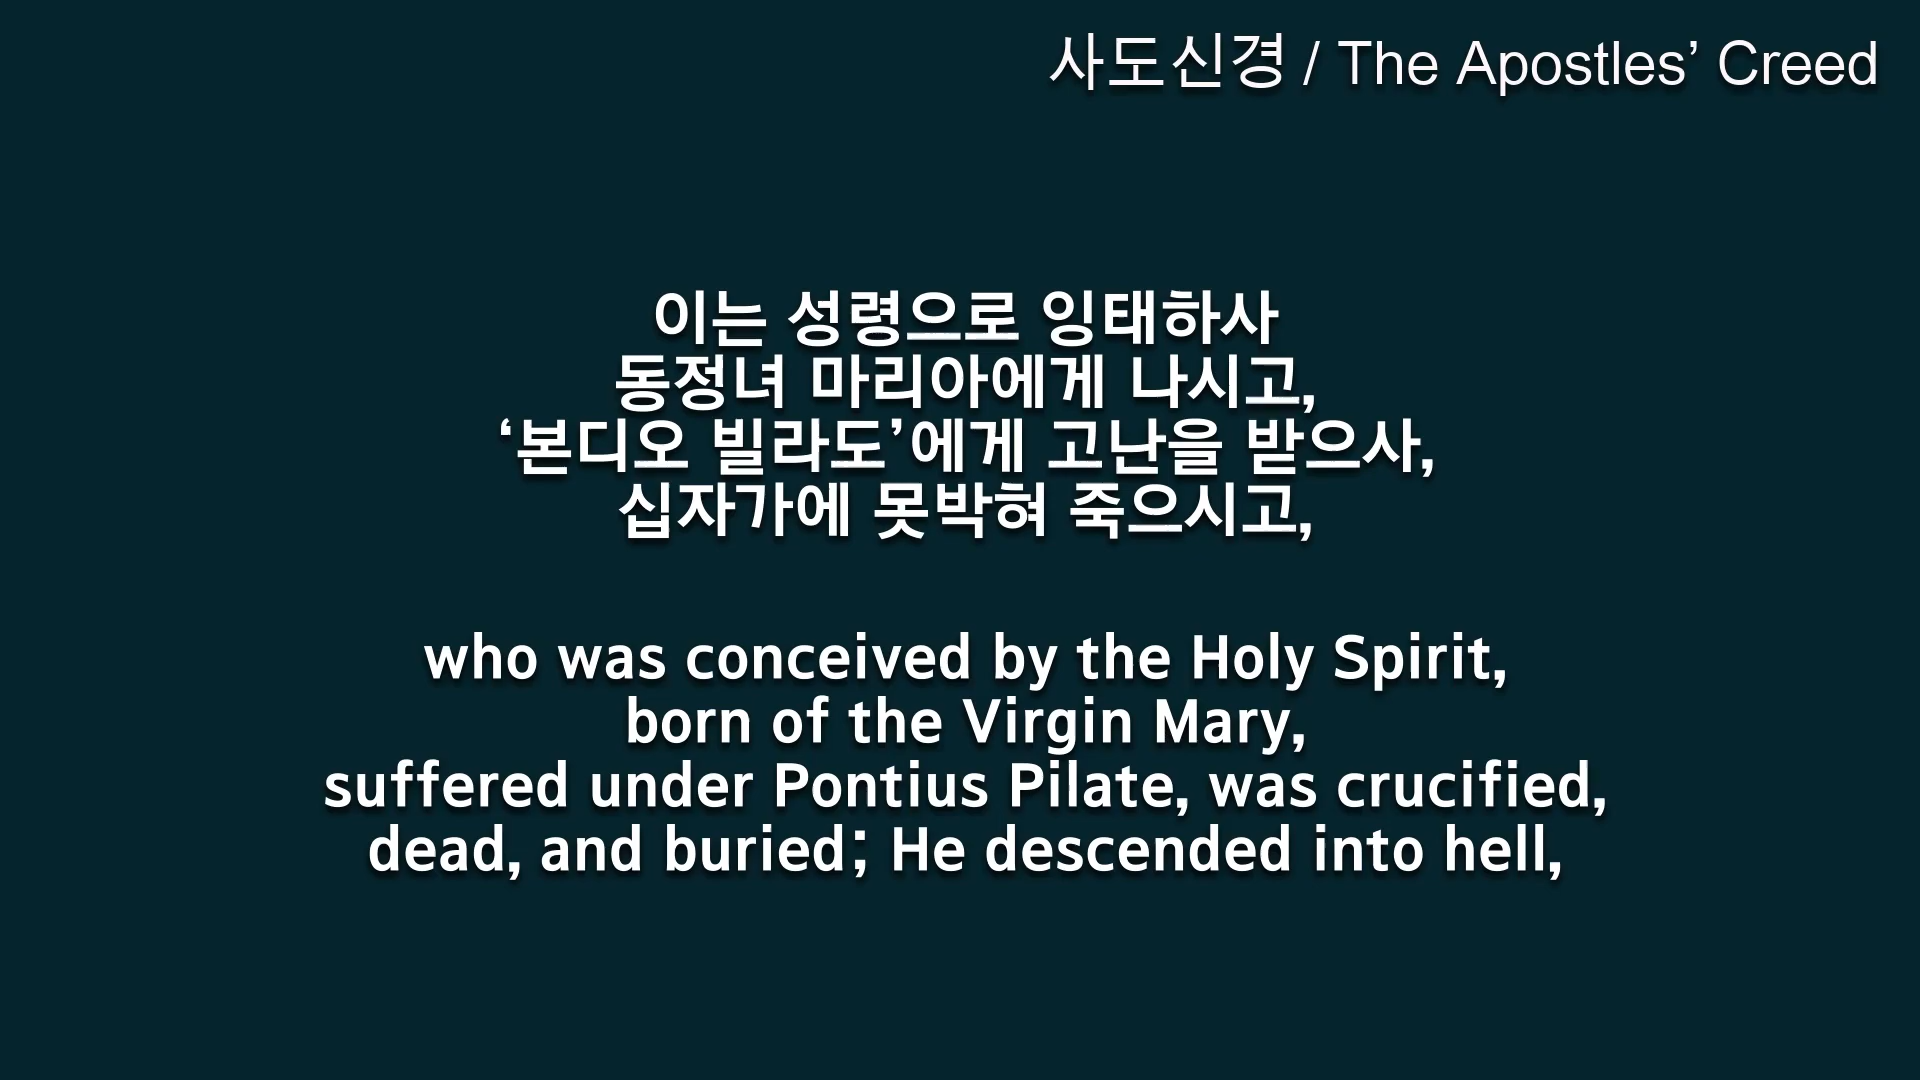 사도신경 / The Apostles’ Creed
이는 성령으로 잉태하사
동정녀 마리아에게 나시고,
‘본디오 빌라도’에게 고난을 받으사,
십자가에 못박혀 죽으시고,
who was conceived by the Holy Spirit,
born of the Virgin Mary,
suffered under Pontius Pilate, was crucified,
dead, and buried; He descended into hell,